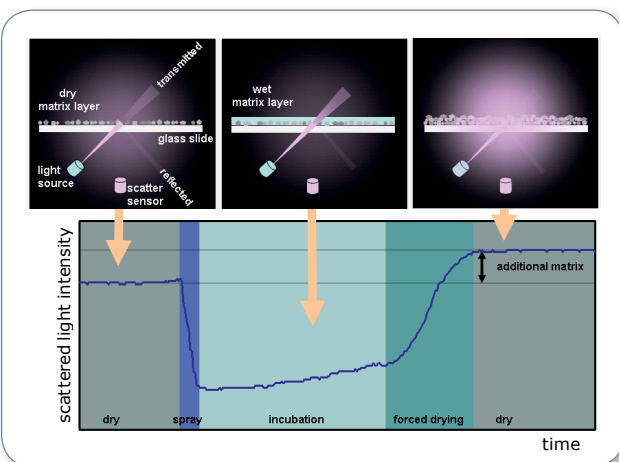 transmitted
dry
matrix layer
glass slide
light
source
reflected
scatter
sensor
wet
matrix layer
scattered light intensity
additional matrix
dry
spray
incubation
forced drying
dry
time